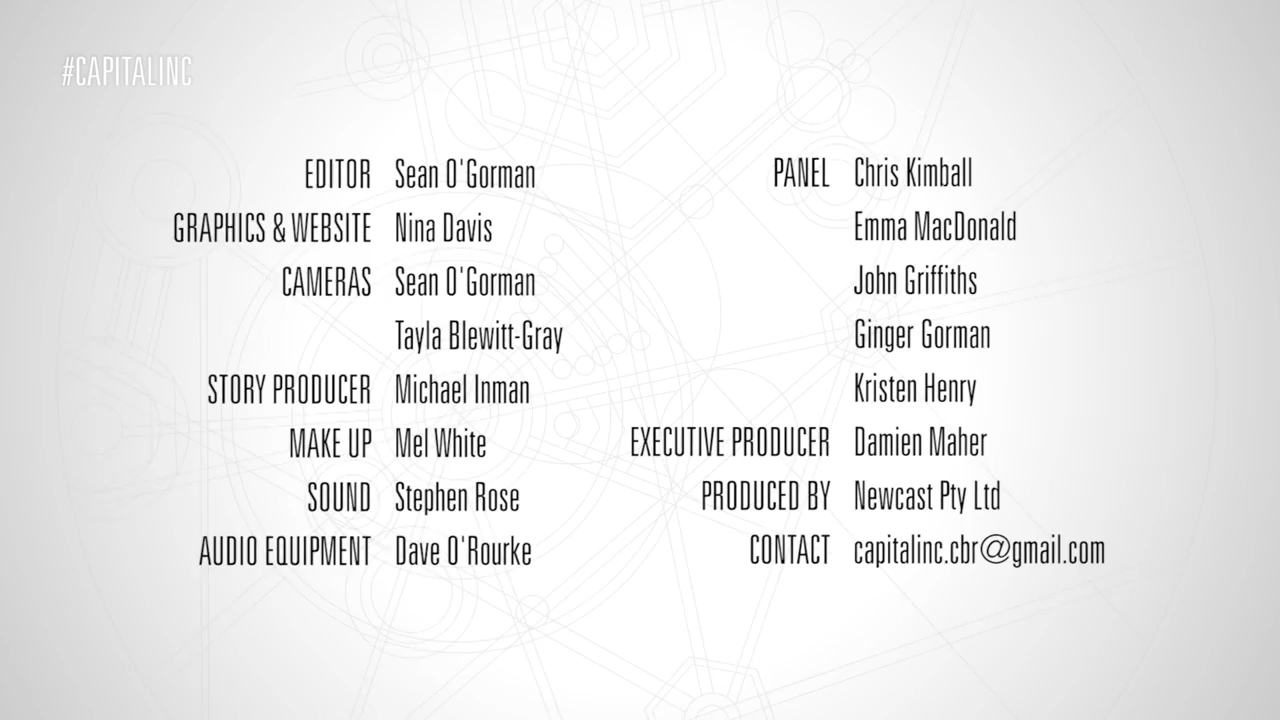 #CAPITALINC
EDITOR Sean O'Gorman
GRAPHICS & WEBSITE Nina Davis
CAMERAS Sean O'Gorman
Tayla Blewitt-Gray
STORY PRODUCER Michael Inman
MAKE UP Mel White
SOUND Stephen Rose
AUDIO EQUIPMENT Dave O'Rourke
PANEL Chris Kimball
Emma MacDonald
John Griffiths
Ginger Gorman
Kristen Henry
EXECUTIVE PRODUCER Damien Maher
PRODUCED BY Newcast Pty Ltd
CONTACT capitalinc.cbr@gmail.com